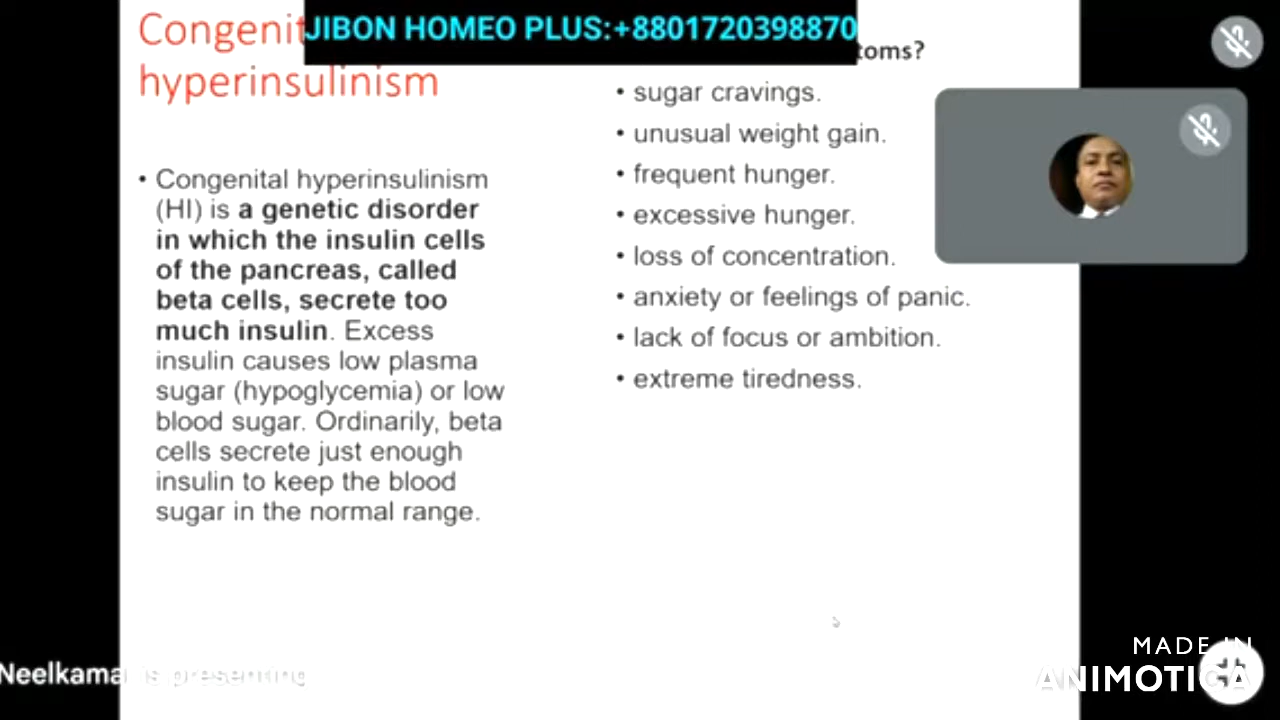 JIBON HOMEO PLUS:+8801720398870
Congenit
hyperinsulinism
• Congenital hyperinsulinism
(HI) is a genetic disorder
in which the insulin cells
of the pancreas, called
beta cells, secrete too
much insulin. Excess
insulin causes low plasma
sugar (hypoglycemia) or low
blood sugar. Ordinarily, beta
cells secrete just enough
insulin to keep the blood
sugar in the normal range.
toms?
• sugar cravings.
• unusual weight gain.
• frequent hunger.
• excessive hunger.
• loss of concentration.
• anxiety or feelings of panic.
• lack of focus or ambition.
• extreme tiredness.
Neelkamal is presenting
MADE IN
ANIMOTICA